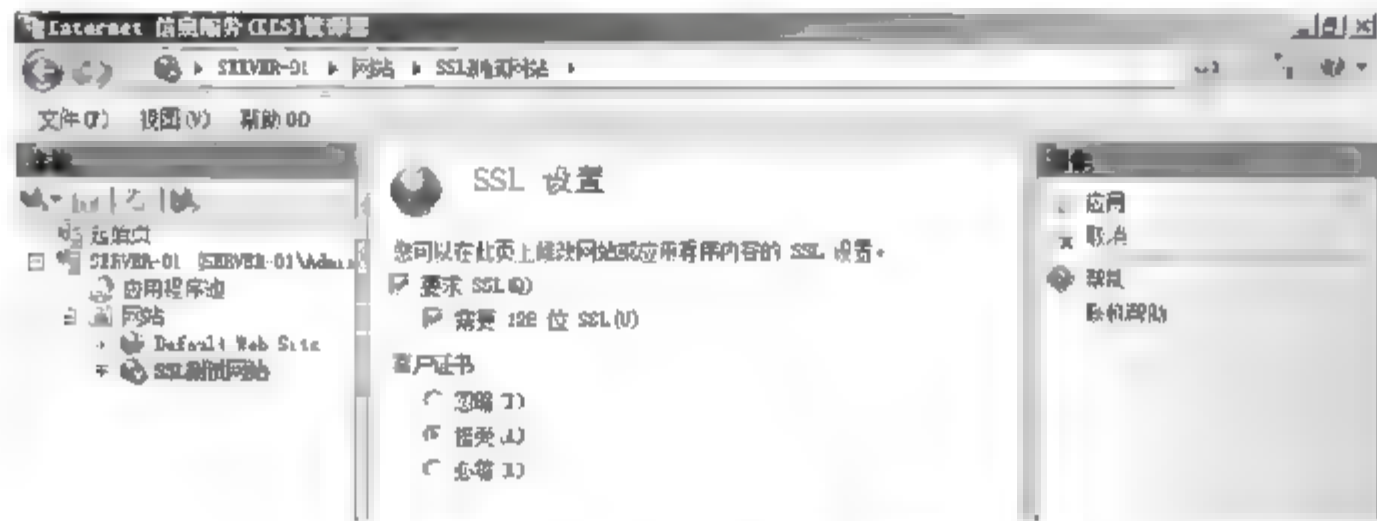 Internet 信息服务(IIS)管理器
SERVER-01 网站 SSL测试网站
文件(F) 视图(V) 帮助(H)
连接
起始页
SERVER-01 (SERVER-01\Admin
应用程序池
网站
Default Web Site
SSL测试网站
SSL 设置
您可以在此页上修改网站或应用程序内容的 SSL 设置。
要求 SSL(Q)
需要 128 位 SSL(U)
客户证书
忽略(I)
接受(A)
必需(R)
操作
应用
取消
帮助
联机帮助